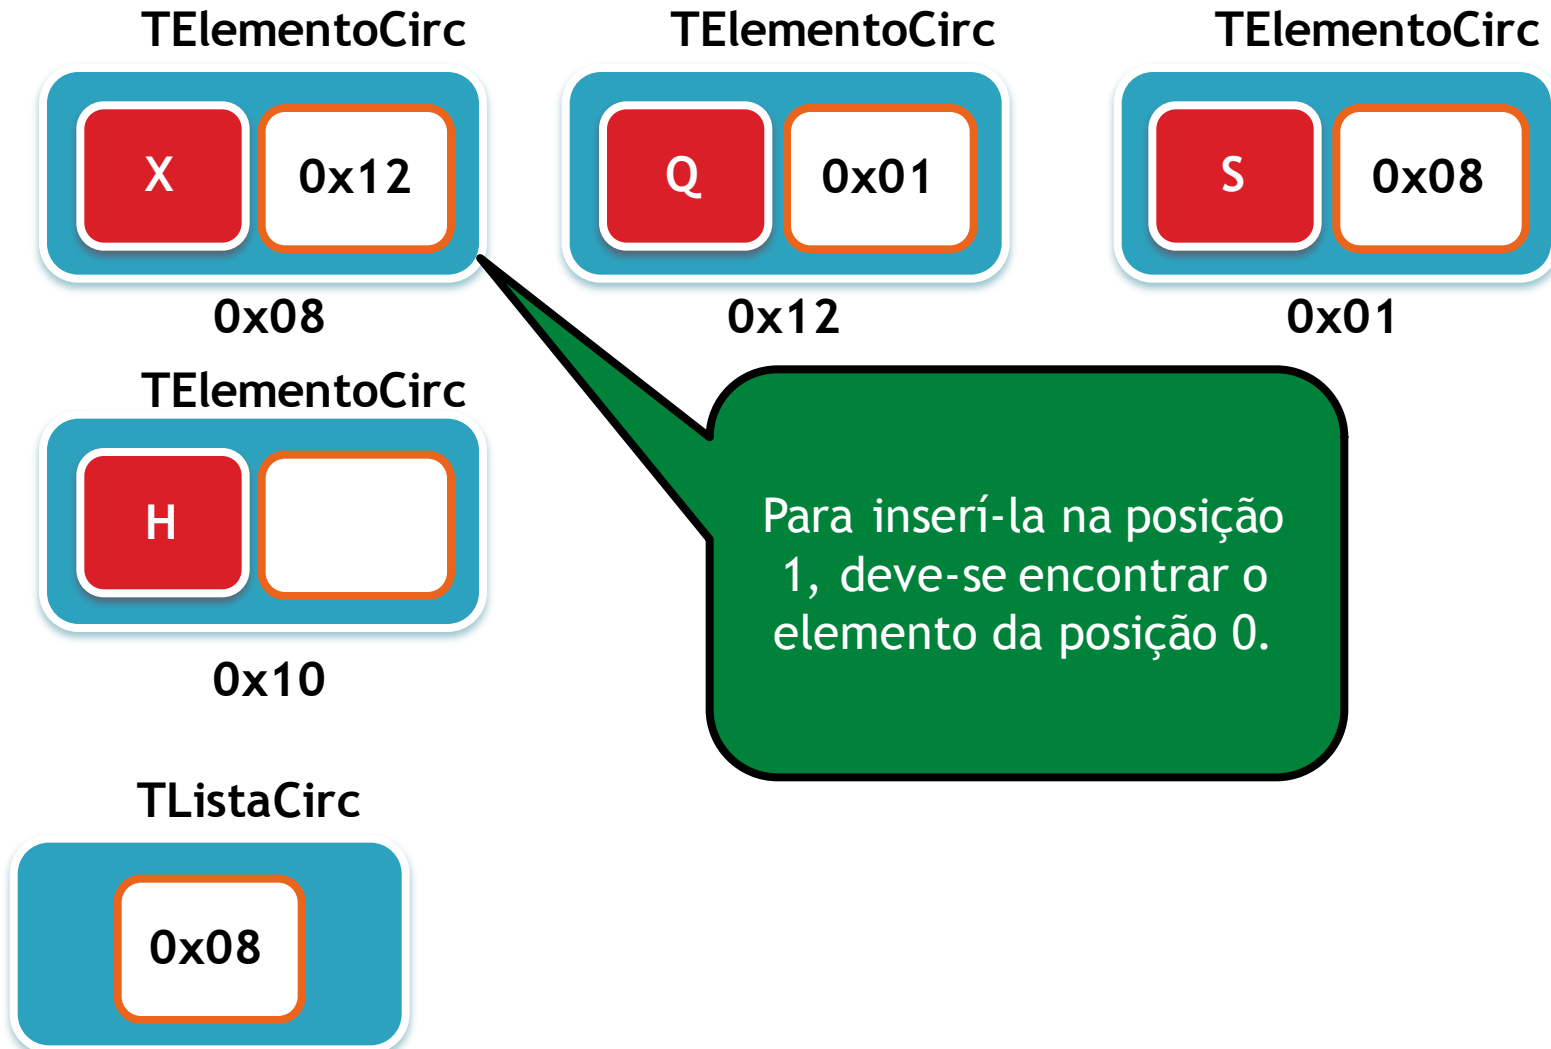 TElementoCirc TElementoCirc TElementoCirc
X 0x12 Q 0x01 S 0x08
0x08 0x12 0x01
TElementoCirc
H
0x10
Para inserí-la na posição
1, deve-se encontrar o
elemento da posição 0.
TListaCirc
0x08